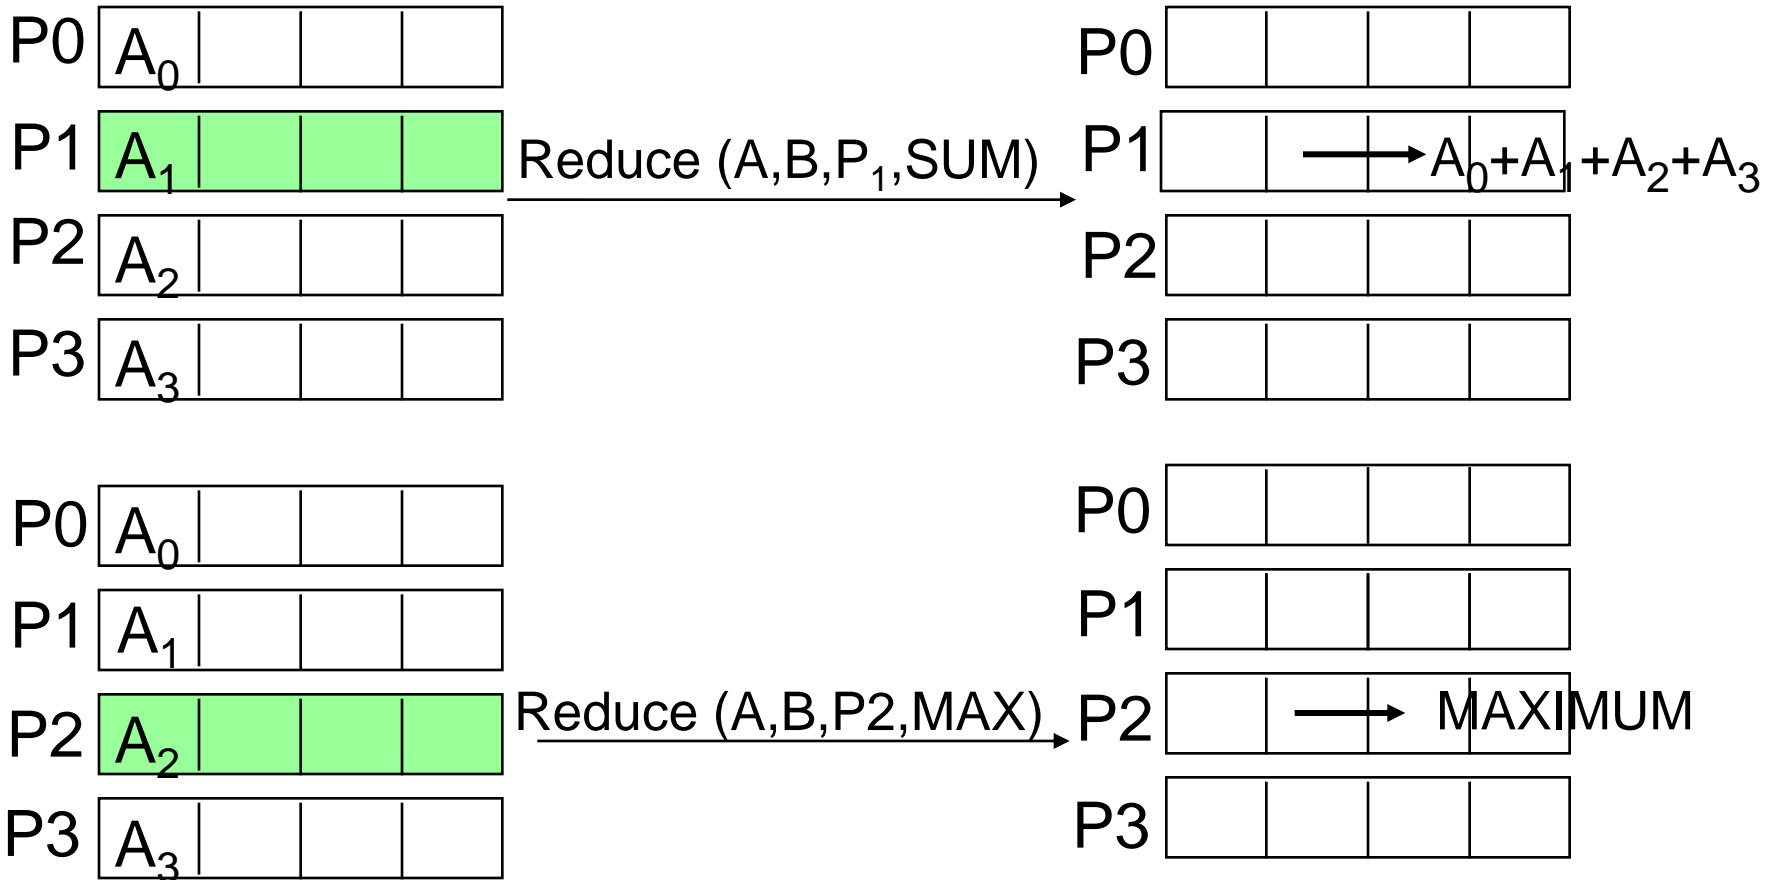 P0 A₀ P0
P1 A₁ Reduce (A,B,P₁,SUM) P1 A₀+A₁+A₂+A₃
P2 A₂ P2
P3 A₃ P3
P0 A₀ P0
P1 A₁ P1
P2 A₂ Reduce (A,B,P2,MAX) P2 MAXIMUM
P3 A₃ P3